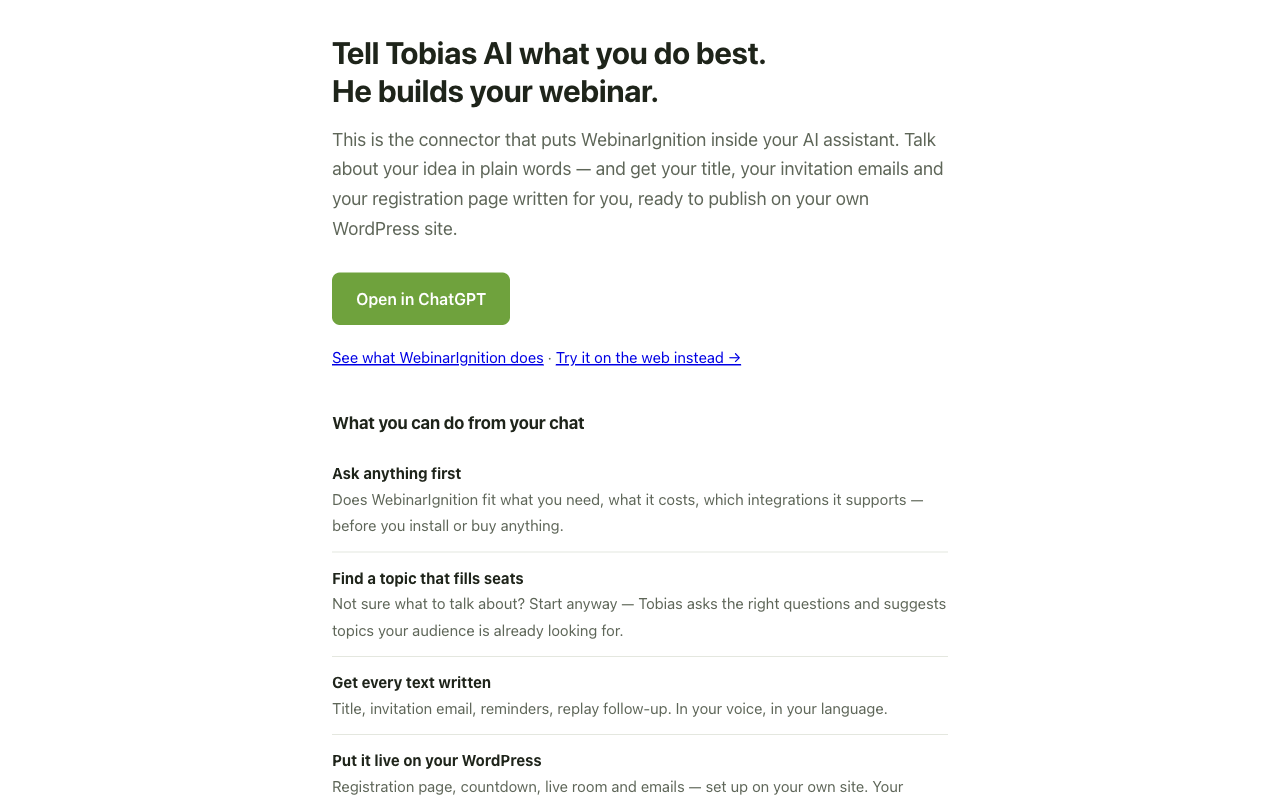 Tell Tobias AI what you do best.
He builds your webinar.
This is the connector that puts WebinarIgnition inside your AI assistant. Talk
about your idea in plain words — and get your title, your invitation emails and
your registration page written for you, ready to publish on your own
WordPress site.
Open in ChatGPT
See what WebinarIgnition does · Try it on the web instead →
What you can do from your chat
Ask anything first
Does WebinarIgnition fit what you need, what it costs, which integrations it supports —
before you install or buy anything.
Find a topic that fills seats
Not sure what to talk about? Start anyway — Tobias asks the right questions and suggests
topics your audience is already looking for.
Get every text written
Title, invitation email, reminders, replay follow-up. In your voice, in your language.
Put it live on your WordPress
Registration page, countdown, live room and emails — set up on your own site. Your